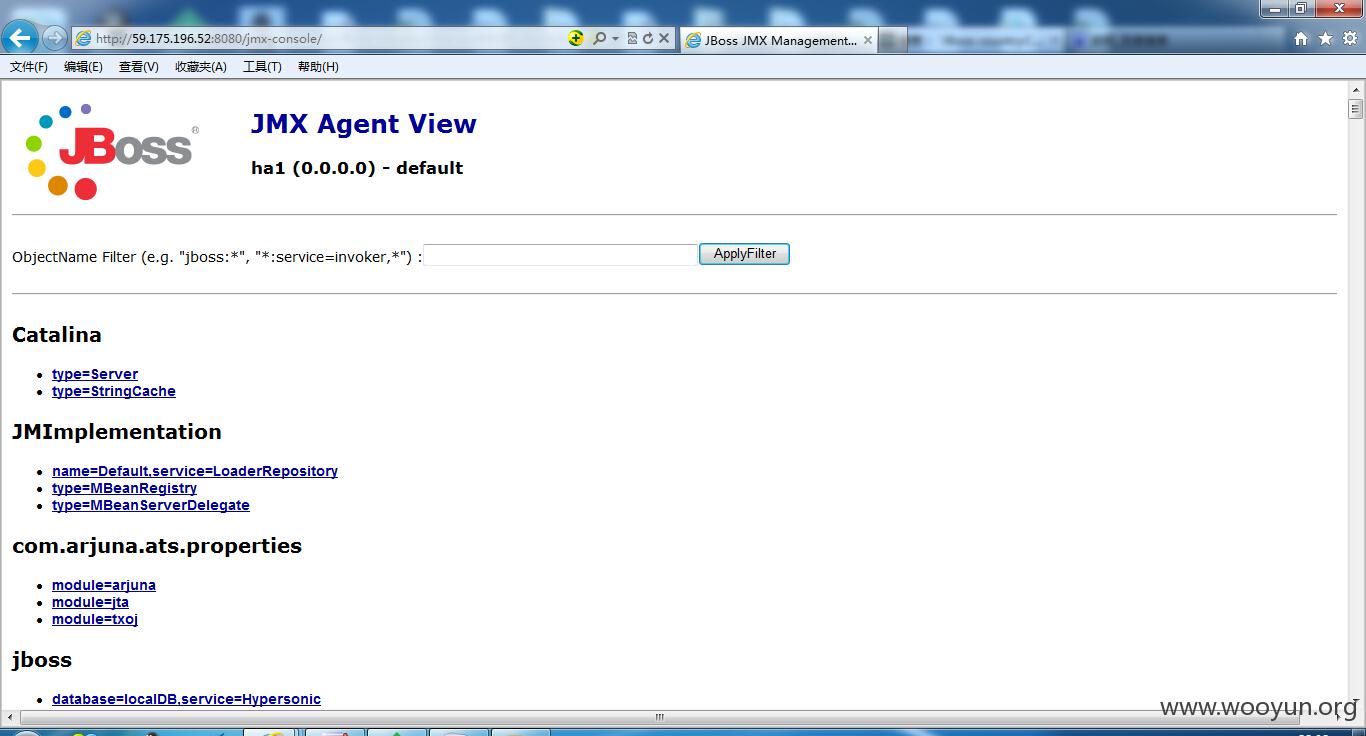 http://59.175.196.52:8080/jmx-console/
JBoss JMX Management...
文件(F) 编辑(E) 查看(V) 收藏夹(A) 工具(T) 帮助(H)
JBoss®
JMX Agent View
ha1 (0.0.0.0) - default
ObjectName Filter (e.g. "jboss:*", "*:service=invoker,*") : ApplyFilter
Catalina
type=Server
type=StringCache
JMImplementation
name=Default,service=LoaderRepository
type=MBeanRegistry
type=MBeanServerDelegate
com.arjuna.ats.properties
module=arjuna
module=jta
module=txoj
jboss
database=localDB,service=Hypersonic
www.wooyun.org